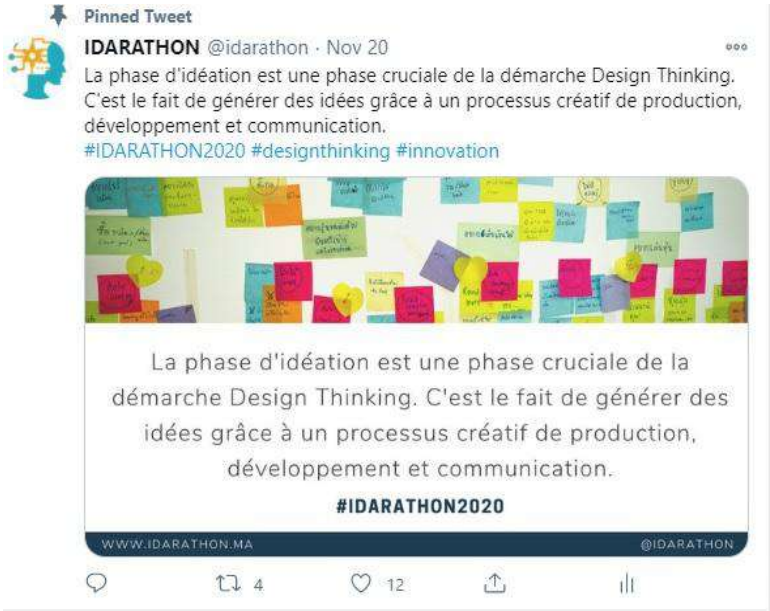 Pinned Tweet
IDARATHON @idarathon · Nov 20
La phase d'idéation est une phase cruciale de la démarche Design Thinking.
C'est le fait de générer des idées grâce à un processus créatif de production,
développement et communication.
#IDARATHON2020 #designthinking #innovation
La phase d'idéation est une phase cruciale de la
démarche Design Thinking. C'est le fait de générer des
idées grâce à un processus créatif de production,
développement et communication.
#IDARATHON2020
WWW.IDARATHON.MA @IDARATHON
4 12